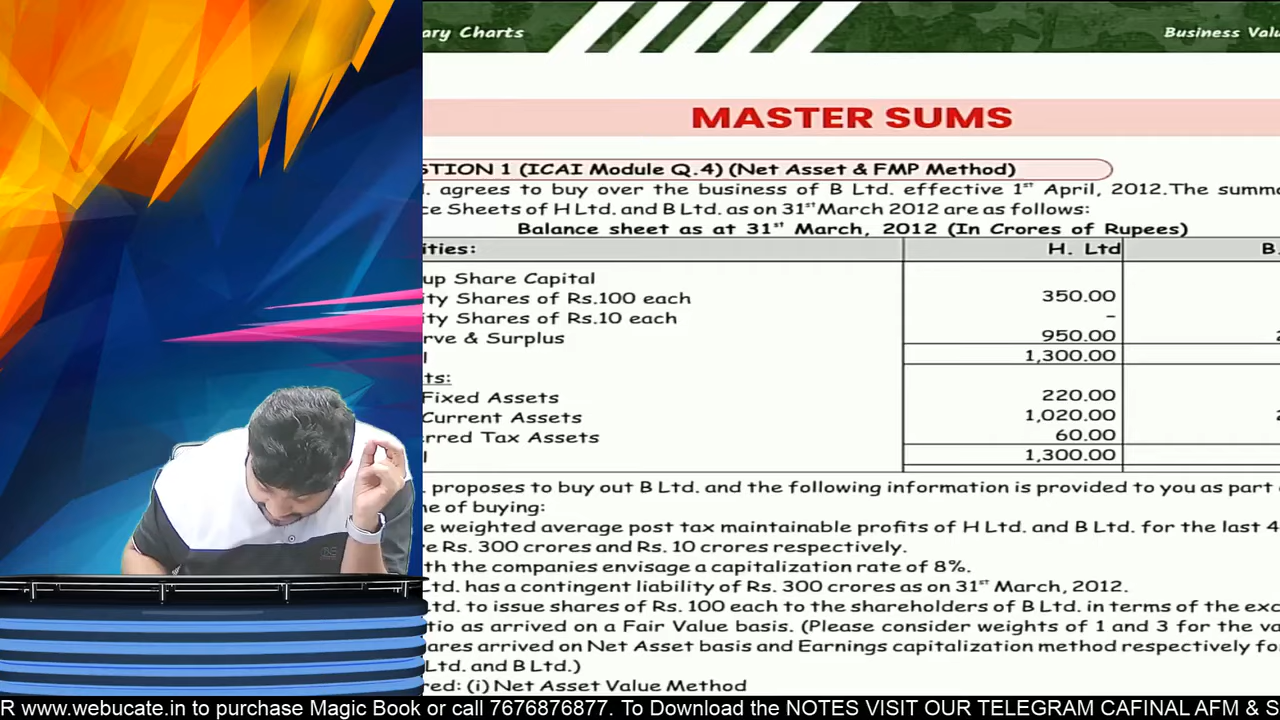 ary Charts
Business Valu
MASTER SUMS
STION 1 (ICAI Module Q.4) (Net Asset & FMP Method)
. agrees to buy over the business of B Ltd. effective 1st April, 2012.The summa
ce Sheets of H Ltd. and B Ltd. as on 31st March 2012 are as follows:
Balance sheet as at 31st March, 2012 (In Crores of Rupees)
ities: H. Ltd B.
up Share Capital
ity Shares of Rs.100 each 350.00
ity Shares of Rs.10 each -
rve & Surplus 950.00 2
l 1,300.00
ts:
Fixed Assets 220.00
Current Assets 1,020.00 2
erred Tax Assets 60.00
l 1,300.00
. proposes to buy out B Ltd. and the following information is provided to you as part
me of buying:
e weighted average post tax maintainable profits of H Ltd. and B Ltd. for the last 4
re Rs. 300 crores and Rs. 10 crores respectively.
th the companies envisage a capitalization rate of 8%.
Ltd. has a contingent liability of Rs. 300 crores as on 31st March, 2012.
Ltd. to issue shares of Rs. 100 each to the shareholders of B Ltd. in terms of the exc
tio as arrived on a Fair Value basis. (Please consider weights of 1 and 3 for the va
ares arrived on Net Asset basis and Earnings capitalization method respectively fo
Ltd. and B Ltd.)
red: (i) Net Asset Value Method
R www.webucate.in to purchase Magic Book or call 7676876877. To Download the NOTES VISIT OUR TELEGRAM CAFINAL AFM & S